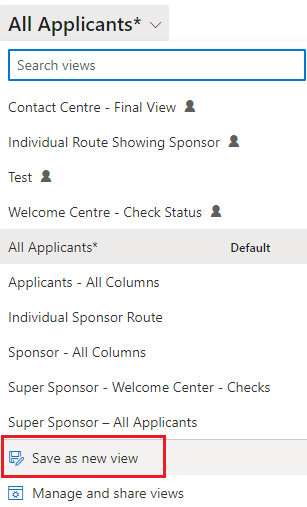 All Applicants*
Search views
Contact Centre - Final View
Individual Route Showing Sponsor
Test
Welcome Centre - Check Status
All Applicants* Default
Applicants - All Columns
Individual Sponsor Route
Sponsor - All Columns
Super Sponsor - Welcome Center - Checks
Super Sponsor – All Applicants
Save as new view
Manage and share views